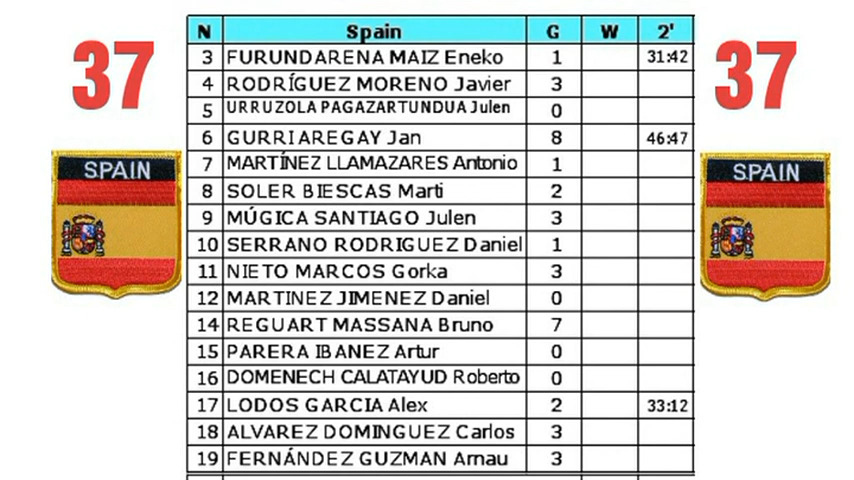 37
37
SPAIN
SPAIN
N Spain G W 2'
3 FURUNDARENA MAIZ Eneko 1 31:42
4 RODRÍGUEZ MORENO Javier 3
5 URRUZOLA PAGAZARTUNDUA Julen 0
6 GURRIAREGAY Jan 8 46:47
7 MARTÍNEZ LLAMAZARES Antonio 1
8 SOLER BIESCAS Marti 2
9 MÚGICA SANTIAGO Julen 3
10 SERRANO RODRIGUEZ Daniel 1
11 NIETO MARCOS Gorka 3
12 MARTINEZ JIMENEZ Daniel 0
14 REGUART MASSANA Bruno 7
15 PARERA IBANEZ Artur 0
16 DOMENECH CALATAYUD Roberto 0
17 LODOS GARCIA Alex 2 33:12
18 ALVAREZ DOMINGUEZ Carlos 3
19 FERNÁNDEZ GUZMAN Arnau 3